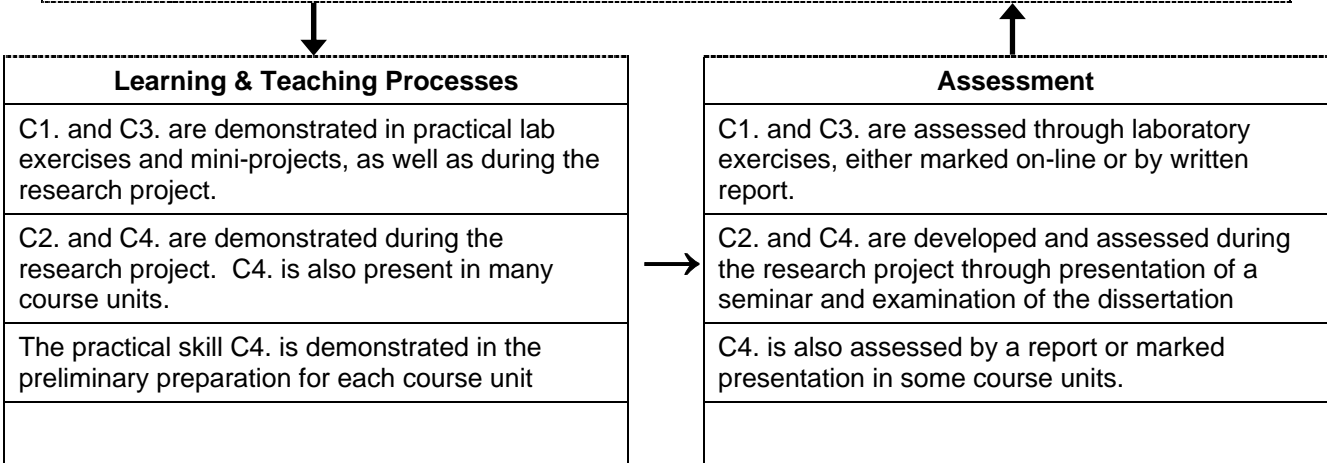 Learning & Teaching Processes
C1. and C3. are demonstrated in practical lab
exercises and mini-projects, as well as during the
research project.
C2. and C4. are demonstrated during the
research project.  C4. is also present in many
course units.
The practical skill C4. is demonstrated in the
preliminary preparation for each course unit
Assessment
C1. and C3. are assessed through laboratory
exercises, either marked on-line or by written
report.
C2. and C4. are developed and assessed during
the research project through presentation of a
seminar and examination of the dissertation
C4. is also assessed by a report or marked
presentation in some course units.